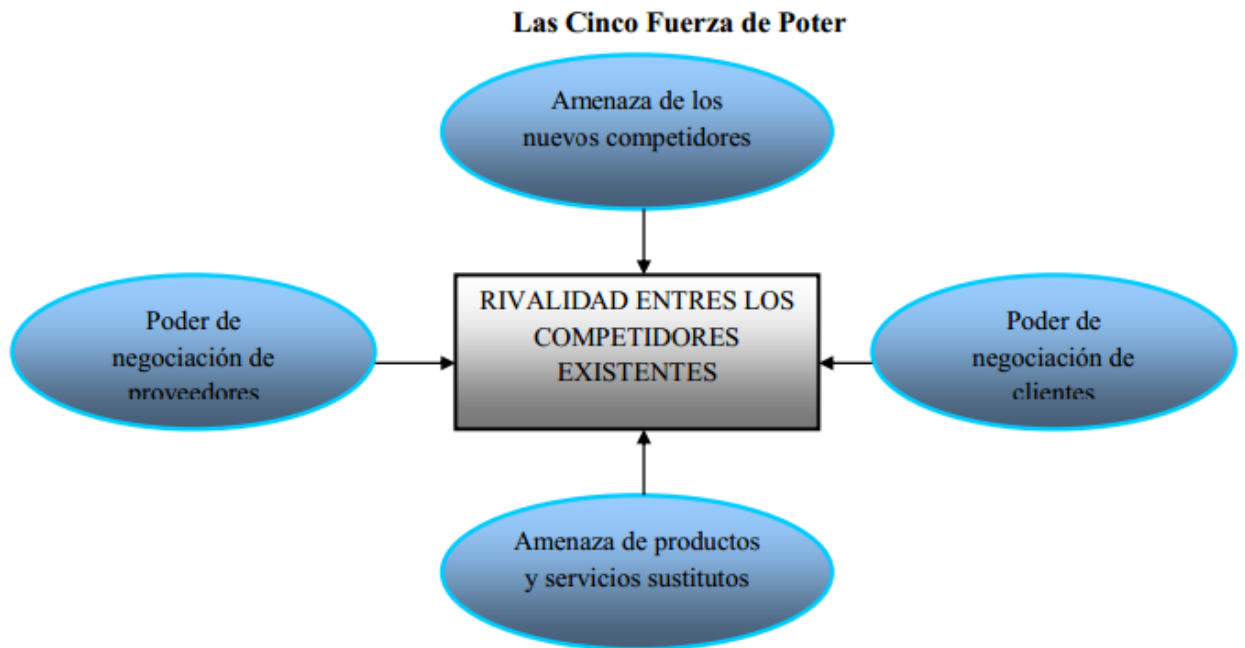 Las Cinco Fuerza de Poter
Amenaza de los
nuevos competidores
Poder de
negociación de
proveedores
RIVALIDAD ENTRES LOS
COMPETIDORES
EXISTENTES
Poder de
negociación de
clientes
Amenaza de productos
y servicios sustitutos